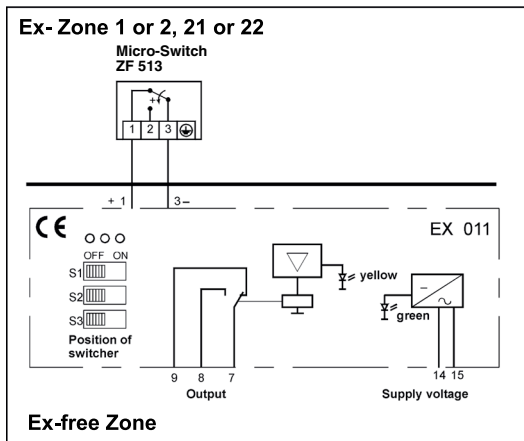 Ex- Zone 1 or 2, 21 or 22
Micro-Switch
ZF 513
+
1 2 3
+ 1 3 –
CE
EX 011
OFF ON
S1
S2
S3
Position of
switcher
yellow
green
9 8 7
14 15
Output
Supply voltage
Ex-free Zone